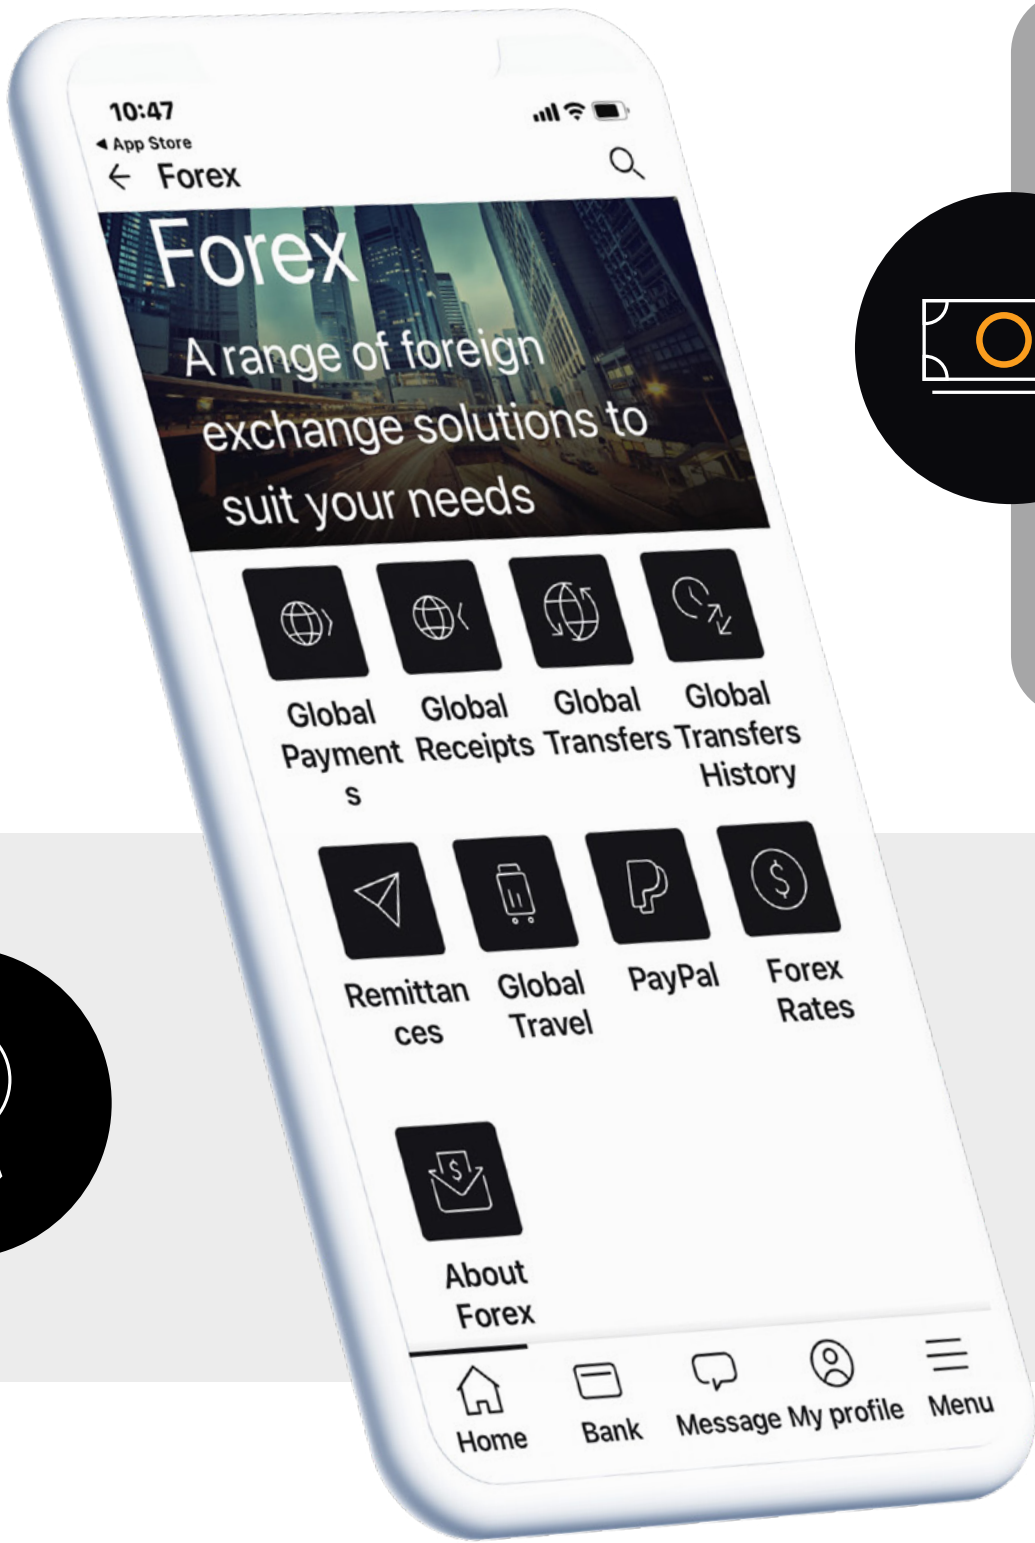 10:47
App Store
Forex
Forex
A range of foreign
exchange solutions to
suit your needs
Global
Payment
s
Global
Receipts
Global
Transfers
Global
Transfers
History
Remittan
ces
Global
Travel
PayPal
Forex
Rates
About
Forex
Home
Bank
Message
My profile
Menu